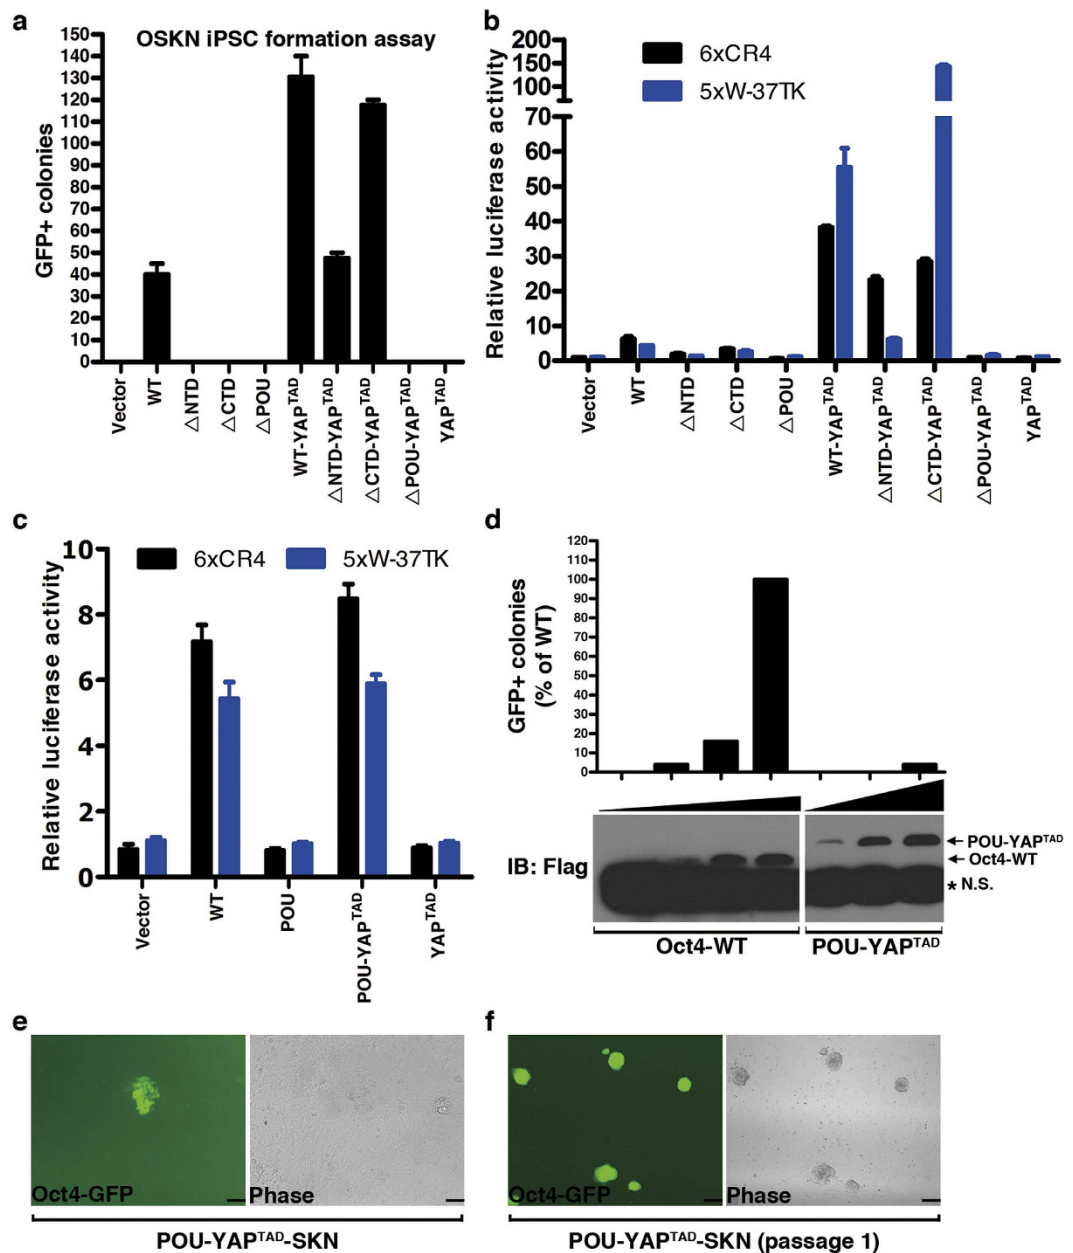 a
OSKN iPSC formation assay
GFP+ colonies
150
140
130
120
110
100
90
80
70
60
50
40
30
20
10
0
Vector
WT
△NTD
△CTD
△POU
WT-YAPTAD
△NTD-YAPTAD
△CTD-YAPTAD
△POU-YAPTAD
YAPTAD
b
6xCR4
5xW-37TK
Relative luciferase activity
200
150
100
70
60
50
40
30
20
10
0
Vector
WT
△NTD
△CTD
△POU
WT-YAPTAD
△NTD-YAPTAD
△CTD-YAPTAD
△POU-YAPTAD
YAPTAD
c
6xCR4
5xW-37TK
Relative luciferase activity
10
8
6
4
2
0
Vector
WT
POU
POU-YAPTAD
YAPTAD
d
GFP+ colonies
(% of WT)
120
110
100
90
80
70
60
50
40
30
20
10
0
IB: Flag
POU-YAPTAD
Oct4-WT
* N.S.
Oct4-WT
POU-YAPTAD
e
Oct4-GFP
Phase
POU-YAPTAD-SKN
f
Oct4-GFP
Phase
POU-YAPTAD-SKN (passage 1)